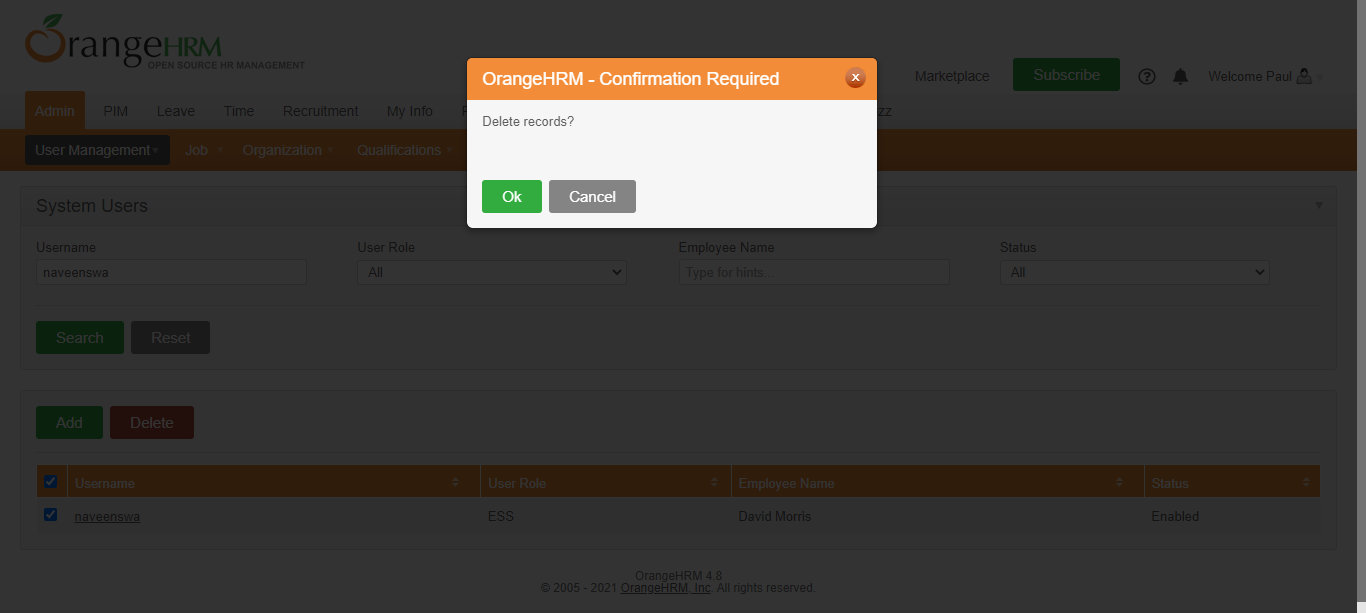 OrangeHRM
OPEN SOURCE HR MANAGEMENT
OrangeHRM - Confirmation Required
x
Marketplace
Subscribe
?
Welcome Paul
Admin
PIM
Leave
Time
Recruitment
My Info
Delete records?
User Management
Job
Organization
Qualifications
Ok
Cancel
System Users
Username
User Role
Employee Name
Status
naveenswa
All
Type for hints...
All
Search
Reset
Add
Delete
Username
User Role
Employee Name
Status
naveenswa
ESS
David Morris
Enabled
OrangeHRM 4.8
© 2005 - 2021 OrangeHRM, Inc. All rights reserved.